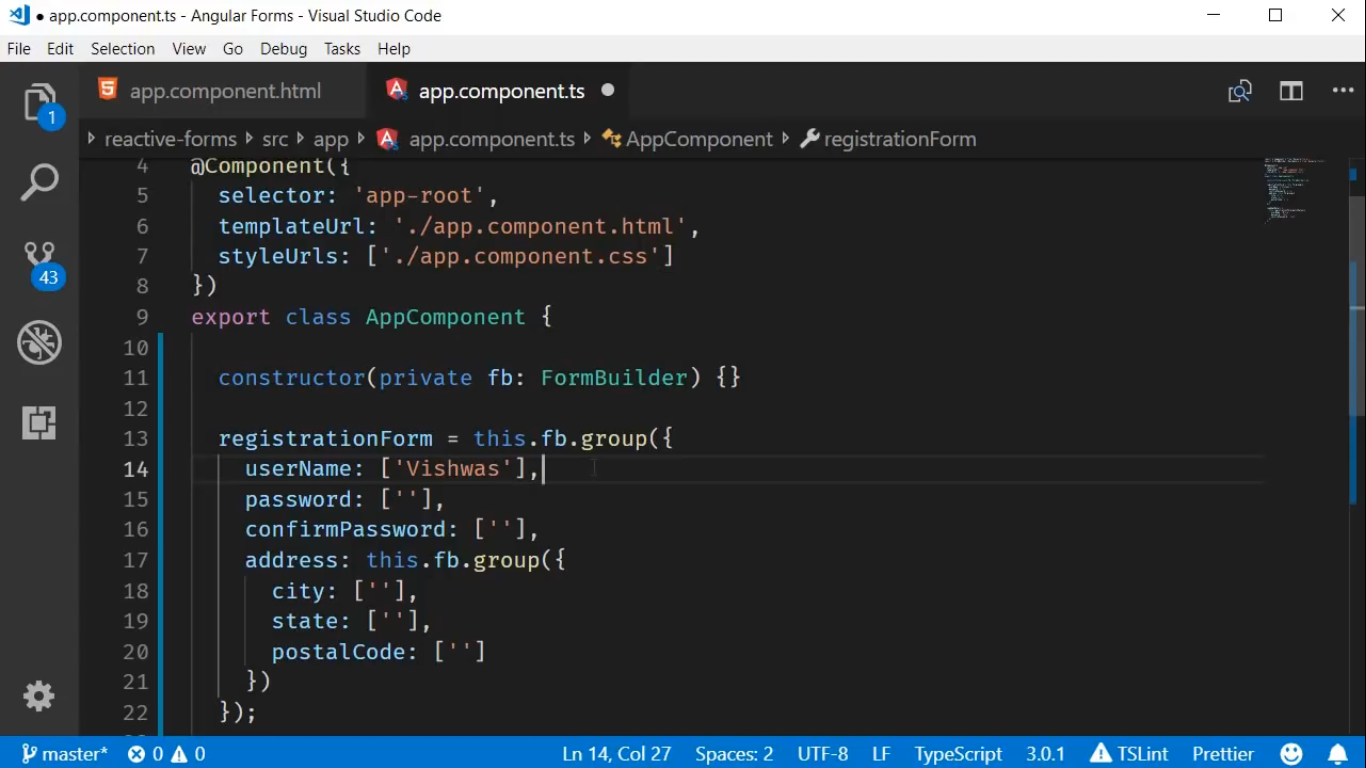 ● app.component.ts - Angular Forms - Visual Studio Code
File Edit Selection View Go Debug Tasks Help
app.component.html app.component.ts
reactive-forms src app app.component.ts AppComponent registrationForm
4 @Component({
5 selector: 'app-root',
6 templateUrl: './app.component.html',
7 styleUrls: ['./app.component.css']
8 })
9 export class AppComponent {
10
11 constructor(private fb: FormBuilder) {}
12
13 registrationForm = this.fb.group({
14 userName: ['Vishwas'],
15 password: [''],
16 confirmPassword: [''],
17 address: this.fb.group({
18 city: [''],
19 state: [''],
20 postalCode: ['']
21 })
22 });
1
43
master* 0 0 Ln 14, Col 27 Spaces: 2 UTF-8 LF TypeScript 3.0.1 TSLint Prettier